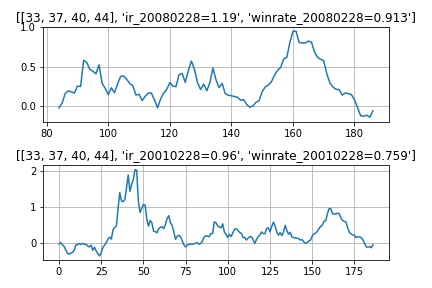 [[33, 37, 40, 44], 'ir_20080228=1.19', 'winrate_20080228=0.913']
1.0
0.5
0.0
80 100 120 140 160 180
[[33, 37, 40, 44], 'ir_20010228=0.96', 'winrate_20010228=0.759']
2
1
0
0 25 50 75 100 125 150 175